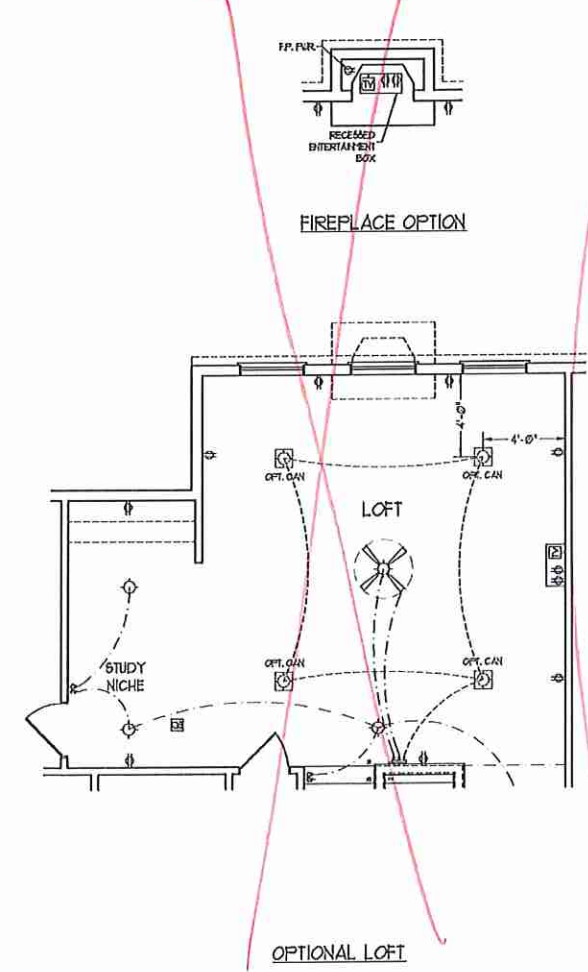 F.P. PWR.
TV
RECESSED
ENTERTAINMENT
BOX
FIREPLACE OPTION
4'-0"
4'-0"
OPT. CAN
OPT. CAN
LOFT
TV
OPT. CAN
OPT. CAN
STUDY
NICHE
OPTIONAL LOFT